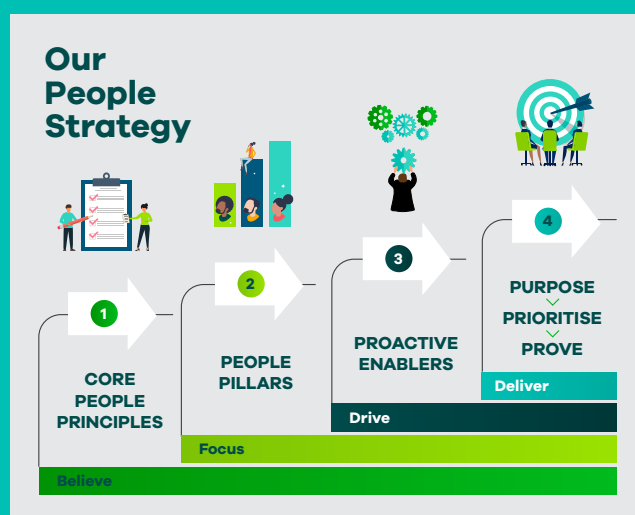 Our
People
Strategy
1
CORE
PEOPLE
PRINCIPLES
2
PEOPLE
PILLARS
3
PROACTIVE
ENABLERS
4
PURPOSE
PRIORITISE
PROVE
Deliver
Drive
Focus
Believe